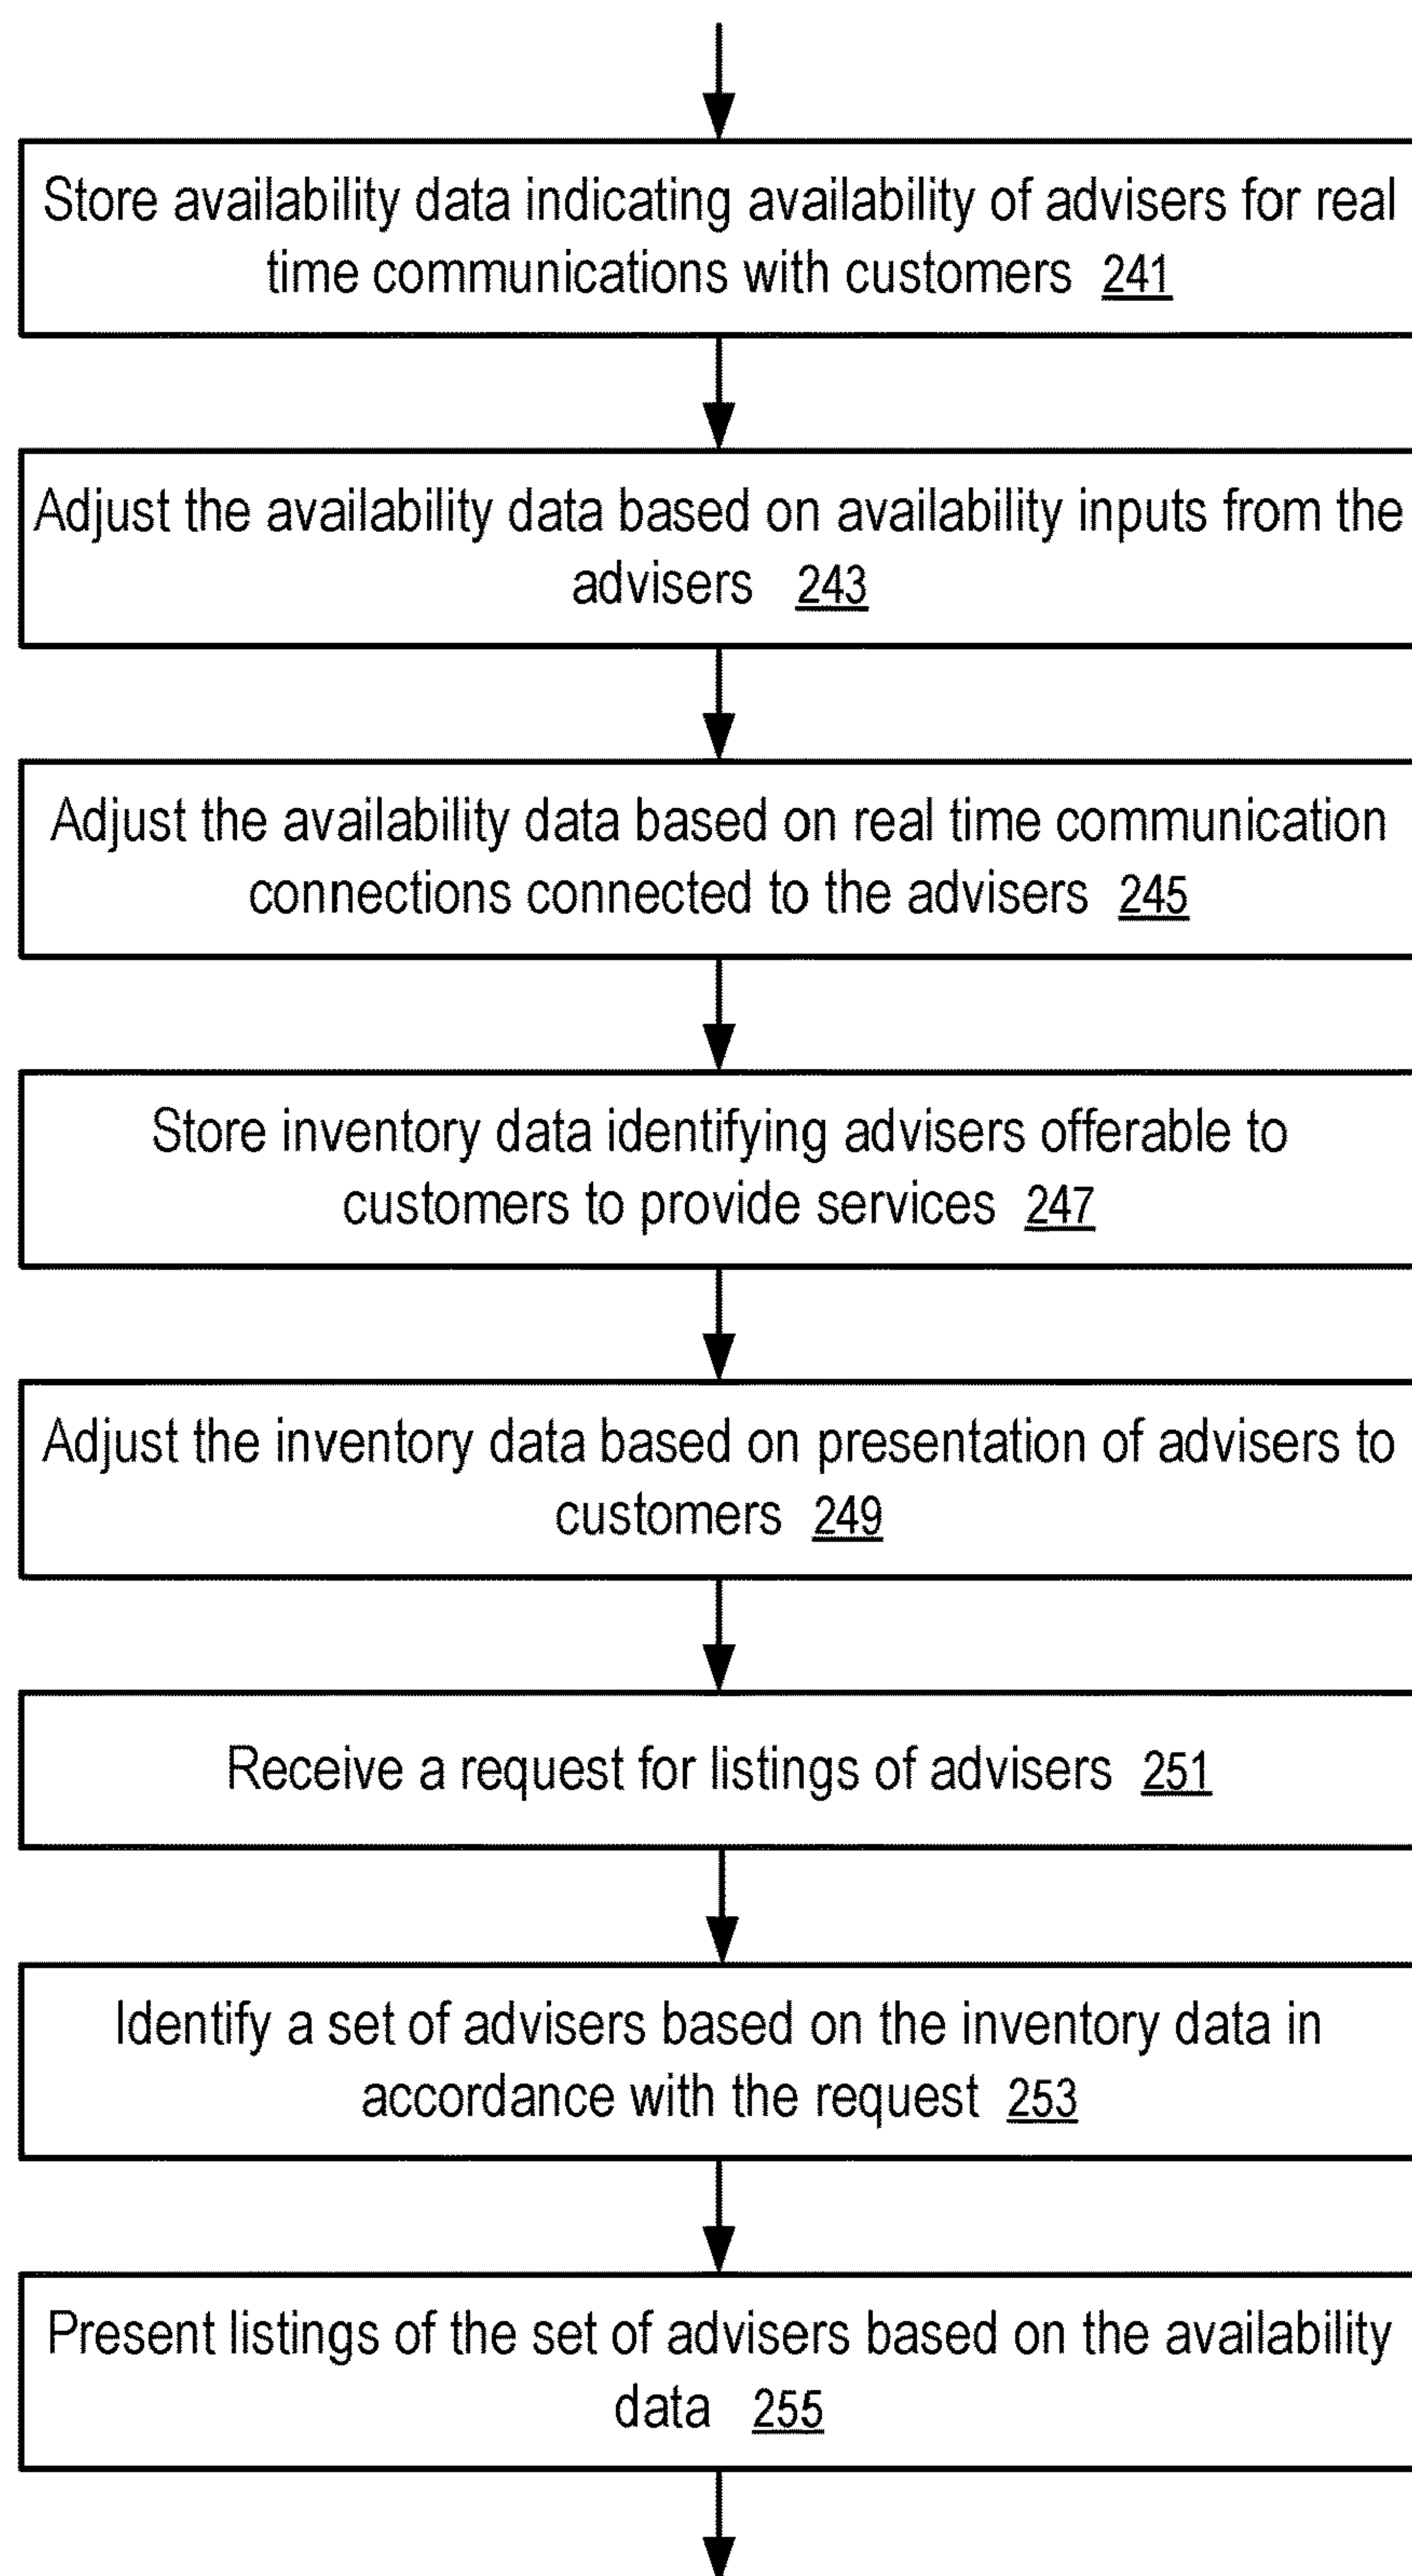 Store availability data indicating availability of advisers for real
time communications with customers 241
Adjust the availability data based on availability inputs from the
advisers 243
Adjust the availability data based on real time communication
connections connected to the advisers 245
Store inventory data identifying advisers offerable to
customers to provide services 247
Adjust the inventory data based on presentation of advisers to
customers 249
Receive a request for listings of advisers 251
Identify a set of advisers based on the inventory data in
accordance with the request 253
Present listings of the set of advisers based on the availability
data 255